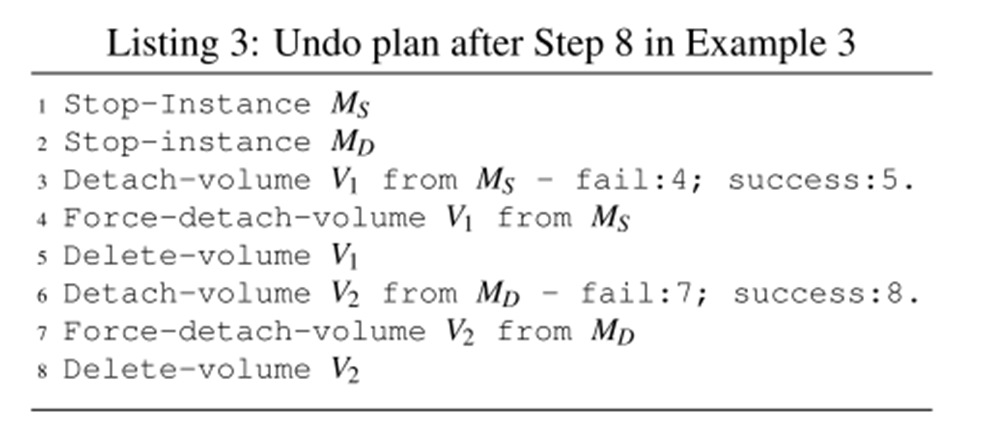 Listing 3: Undo plan after Step 8 in Example 3
1 Stop-Instance M_S
2 Stop-instance M_D
3 Detach-volume V_1 from M_S - fail:4; success:5.
4 Force-detach-volume V_1 from M_S
5 Delete-volume V_1
6 Detach-volume V_2 from M_D - fail:7; success:8.
7 Force-detach-volume V_2 from M_D
8 Delete-volume V_2